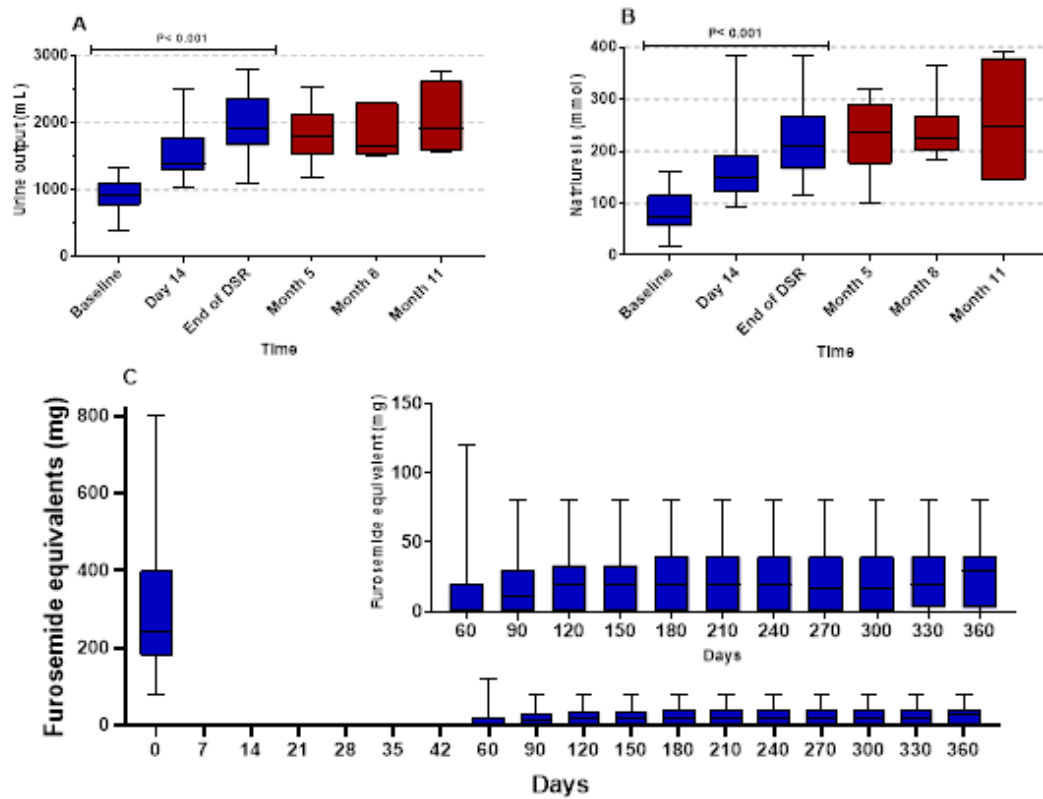 A
P< 0.001
Urine output (mL)
3000
2000
1000
0
Baseline
Day 14
End of DSR
Month 5
Month 8
Month 11
Time
B
P< 0.001
Natriuresis (mmol)
400
300
200
100
0
Baseline
Day 14
End of DSR
Month 5
Month 8
Month 11
Time
C
Furosemide equivalents (mg)
800
600
400
200
0
0 7 14 21 28 35 42 60 90 120 150 180 210 240 270 300 330 360
Days
Furosemide equivalent (mg)
150
100
50
0
60 90 120 150 180 210 240 270 300 330 360
Days